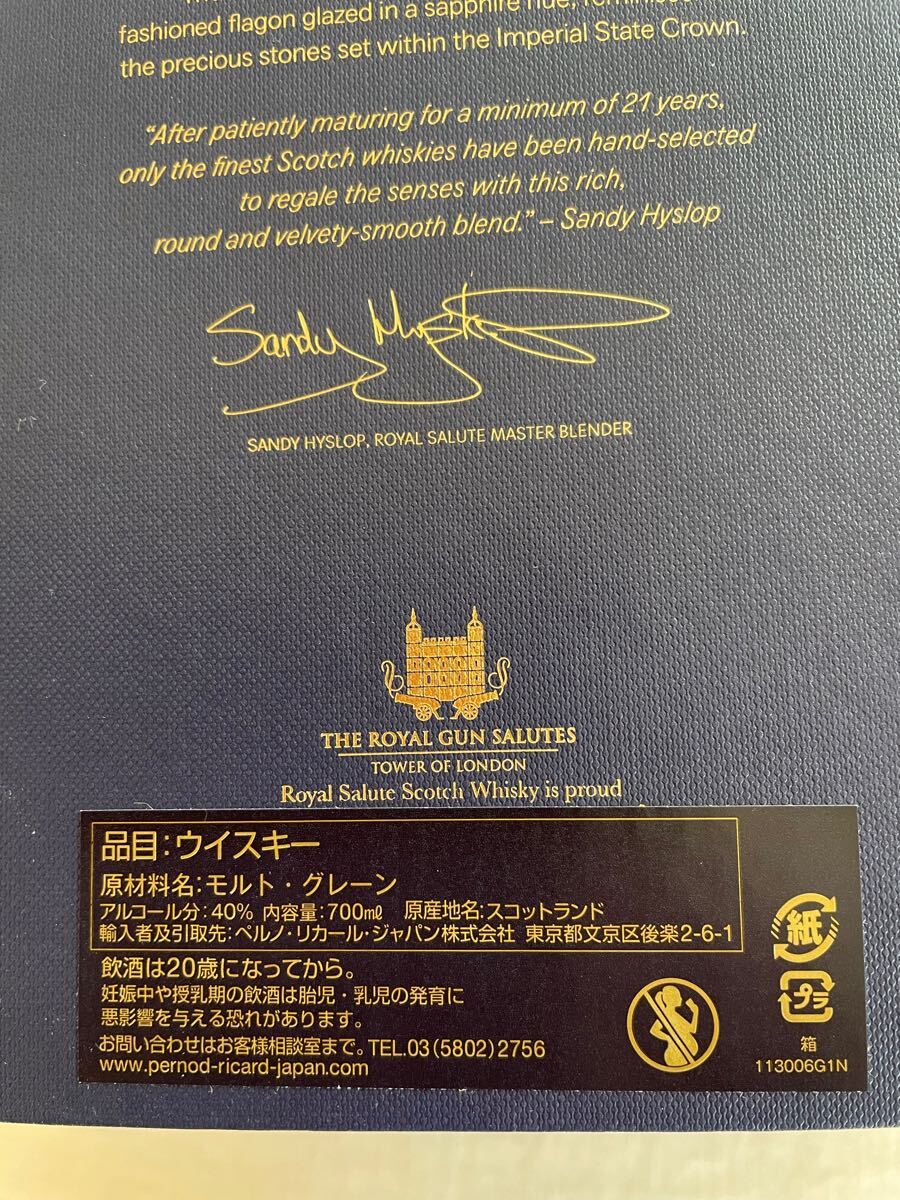 fashioned flagon glazed in a sapphire hue,
the precious stones set within the Imperial State Crown.
“After patiently maturing for a minimum of 21 years,
only the finest Scotch whiskies have been hand-selected
to regale the senses with this rich,
round and velvety-smooth blend.” – Sandy Hyslop
Sandy Hyslop
SANDY HYSLOP, ROYAL SALUTE MASTER BLENDER
THE ROYAL GUN SALUTES
TOWER OF LONDON
Royal Salute Scotch Whisky is proud
品目：ウイスキー
原材料名：モルト・グレーン
アルコール分：40% 内容量：700㎖ 原産地名：スコットランド
輸入者及引取先：ペルノ・リカール・ジャパン株式会社 東京都文京区後楽2-6-1
飲酒は20歳になってから。
妊娠中や授乳期の飲酒は胎児・乳児の発育に
悪影響を与える恐れがあります。
お問い合わせはお客様相談室まで。TEL.03(5802)2756
www.pernod-ricard-japan.com
紙
プラ
箱
113006G1N